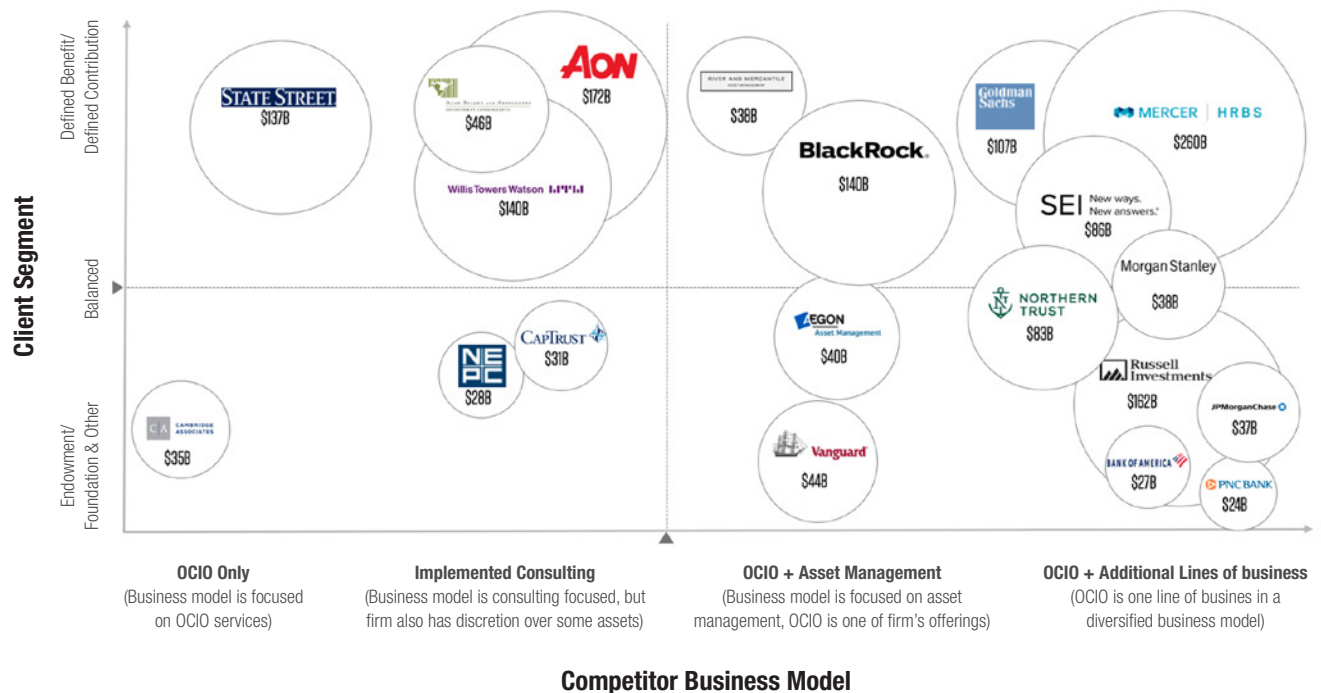 Client Segment
Defined Benefit/
Defined Contribution
Balanced
Endowment/
Foundation & Other
STATE STREET
$137B
$46B
AON
$172B
Willis Towers Watson
$140B
RIVER AND MERCANTILE
ASSET MANAGEMENT
$38B
BlackRock.
$140B
Goldman
Sachs
$107B
MERCER | HRBS
$260B
SEI New ways.
New answers.®
$86B
Morgan Stanley
$38B
NORTHERN
TRUST
$83B
AEGON
Asset Management
$40B
CAPTRUST
$31B
NE
PC
$28B
CA CAMBRIDGE
ASSOCIATES
$35B
Vanguard
$44B
Russell
Investments
$162B
JPMorganChase
$37B
BANK OF AMERICA
$27B
PNC BANK
$24B
OCIO Only
(Business model is focused
on OCIO services)
Implemented Consulting
(Business model is consulting focused, but
firm also has discretion over some assets)
OCIO + Asset Management
(Business model is focused on asset
management, OCIO is one of firm's offerings)
OCIO + Additional Lines of business
(OCIO is one line of busines in a
diversified business model)
Competitor Business Model